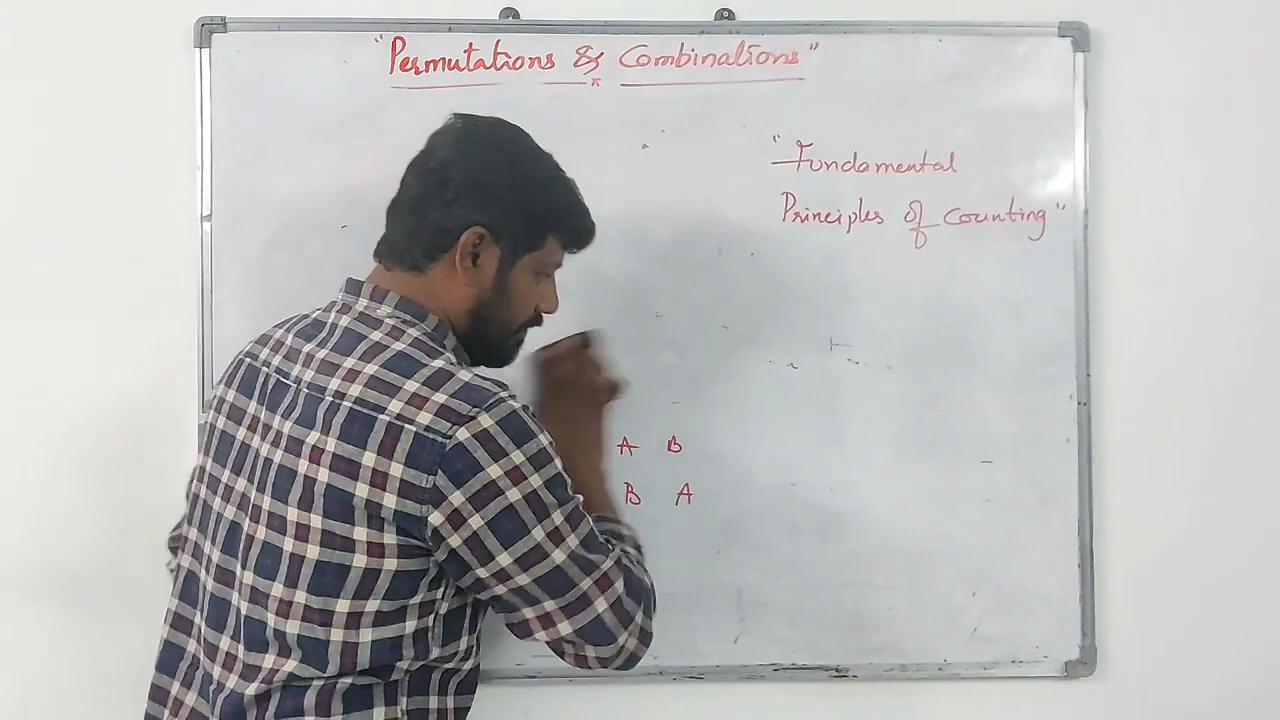 "Permutations & Combinations"
"Fundamental
Principles of Counting"
A B
B A